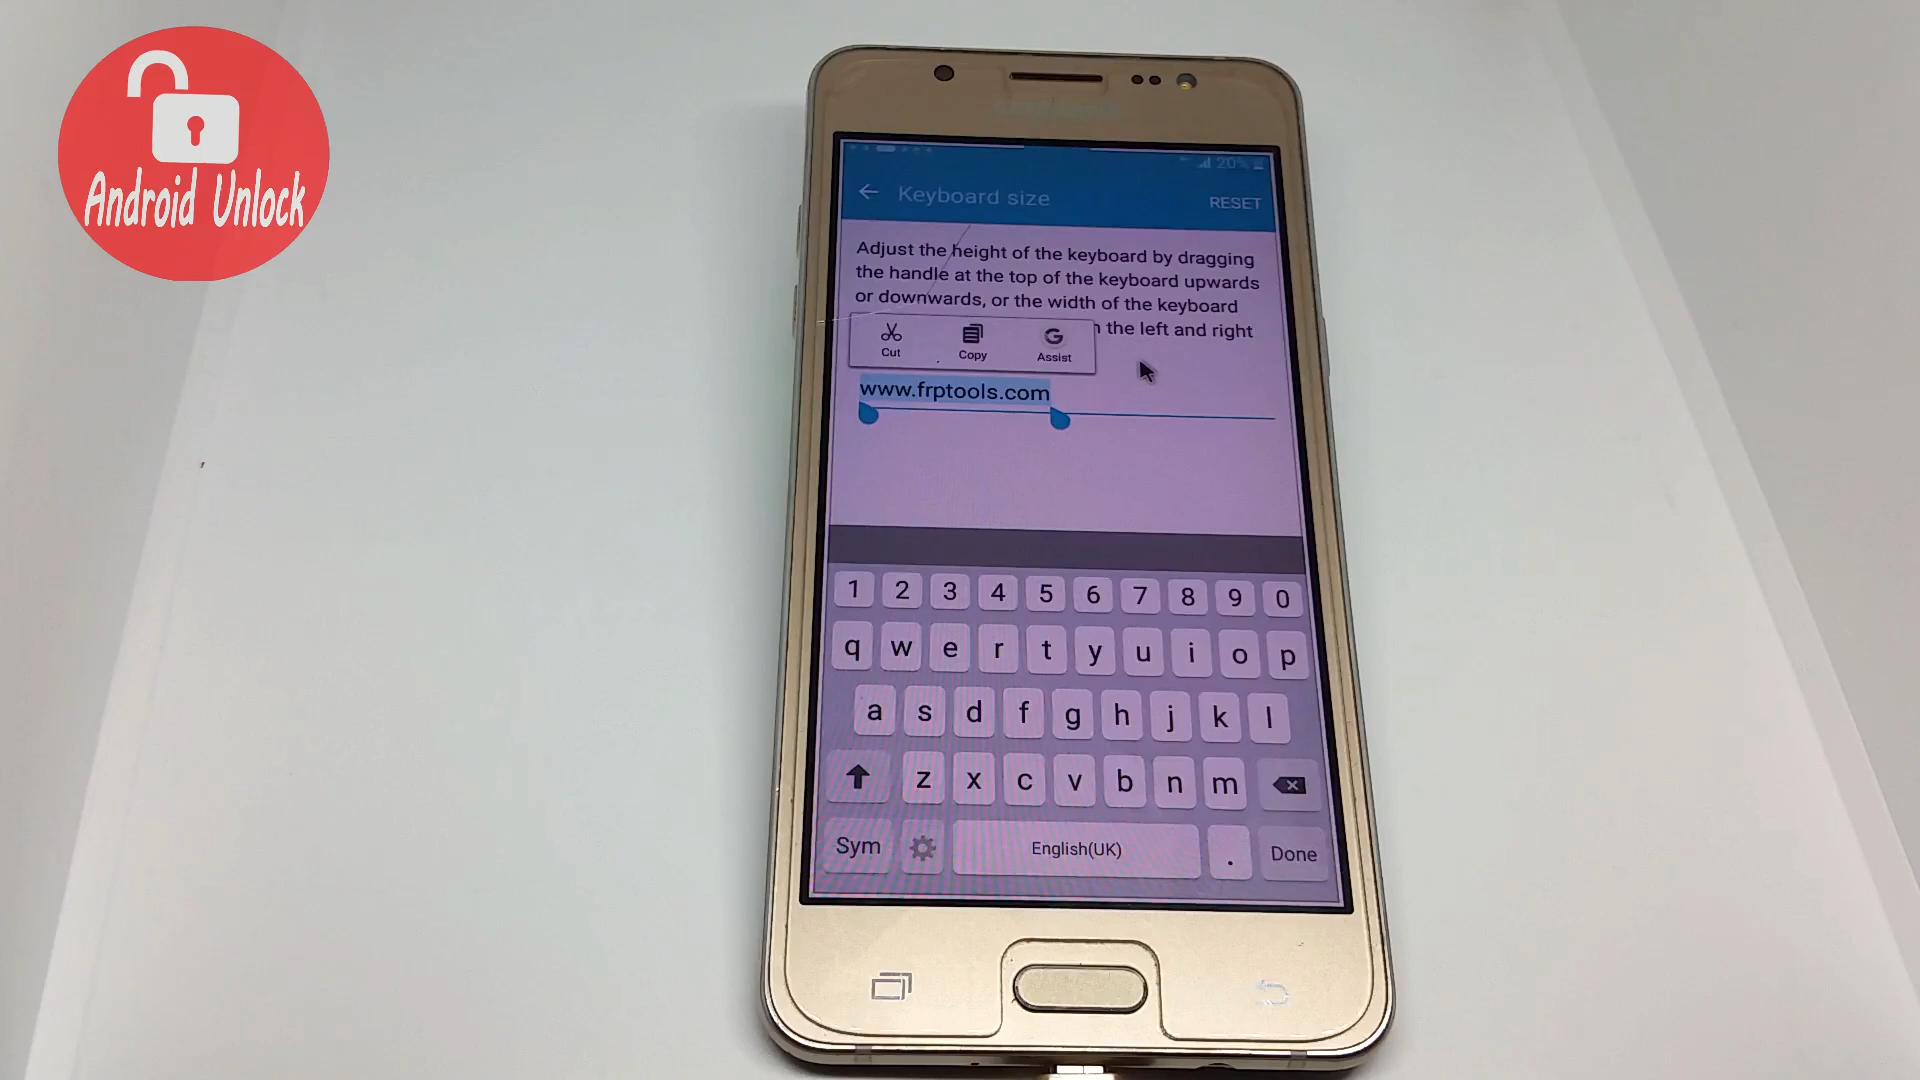 Android Unlock
20%
Keyboard size
RESET
Adjust the height of the keyboard by dragging
the handle at the top of the keyboard upwards
or downwards, or the width of the keyboard
the left and right
Cut
Copy
G
Assist
www.frptools.com
1 2 3 4 5 6 7 8 9 0
q w e r t y u i o p
a s d f g h j k l
z x c v b n m
Sym
English(UK)
.
Done